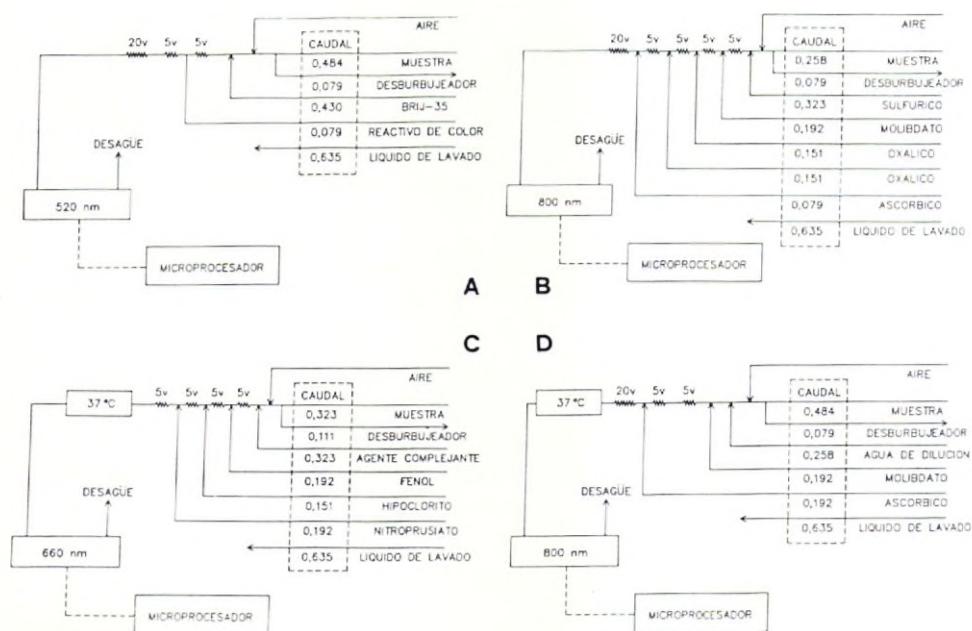 AIRE
20v 5v 5v
CAUDAL
0,484 MUESTRA
0,079 DESBURBUJEADOR
0,430 BRIJ-35
0,079 REACTIVO DE COLOR
0,635 LIQUIDO DE LAVADO
DESAGÜE
520 nm
MICROPROCESADOR
A
AIRE
20v 5v 5v 5v 5v
CAUDAL
0,258 MUESTRA
0,079 DESBURBUJEADOR
0,323 SULFURICO
0,192 MOLIBDATO
0,151 OXALICO
0,151 OXALICO
0,079 ASCORBICO
0,635 LIQUIDO DE LAVADO
DESAGÜE
800 nm
MICROPROCESADOR
B
C
AIRE
37 °C 5v 5v 5v 5v
CAUDAL
0,323 MUESTRA
0,111 DESBURBUJEADOR
0,323 AGENTE COMPLEJANTE
0,192 FENOL
0,151 HIPOCLORITO
0,192 NITROPRUSIATO
0,635 LIQUIDO DE LAVADO
DESAGÜE
660 nm
MICROPROCESADOR
D
AIRE
37 °C 20v 5v 5v
CAUDAL
0,484 MUESTRA
0,079 DESBURBUJEADOR
0,258 AGUA DE DILUCION
0,192 MOLIBDATO
0,192 ASCORBICO
0,635 LIQUIDO DE LAVADO
DESAGÜE
800 nm
MICROPROCESADOR